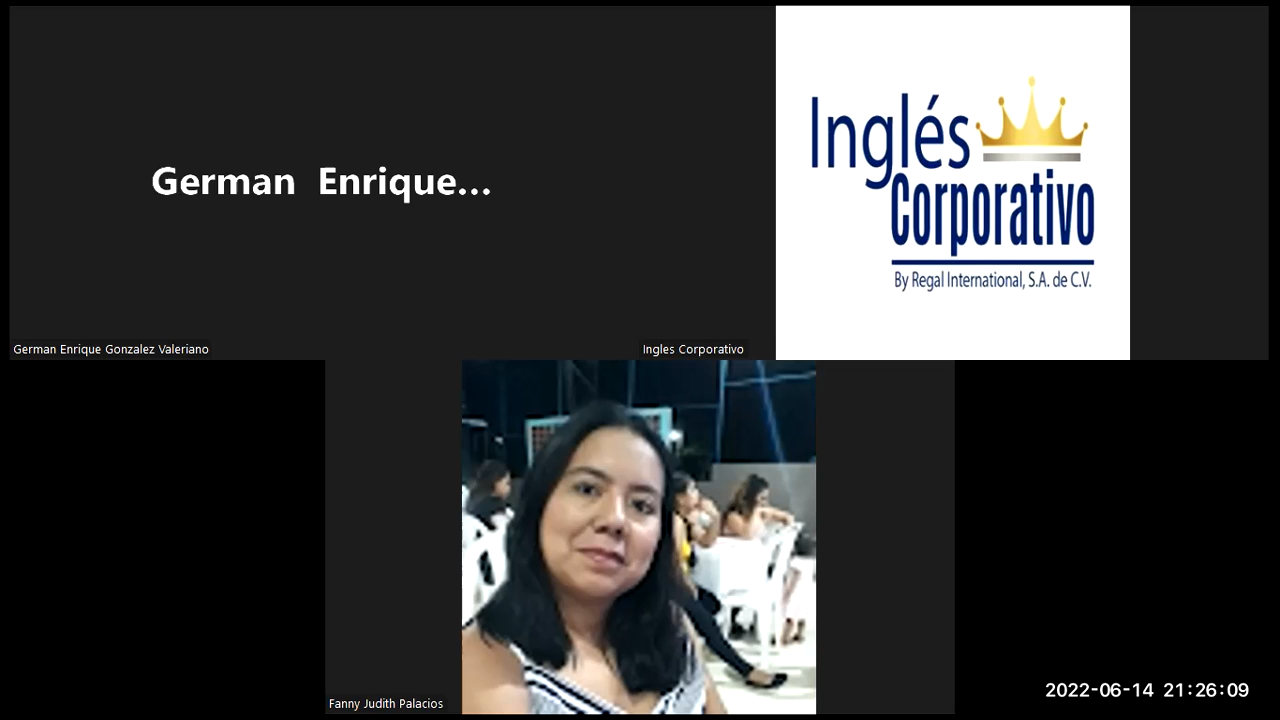 German Enrique...
German Enrique Gonzalez Valeriano
Inglés
Corporativo
By Regal International, S.A. de C.V.
Ingles Corporativo
Fanny Judith Palacios
2022-06-14 21:26:09